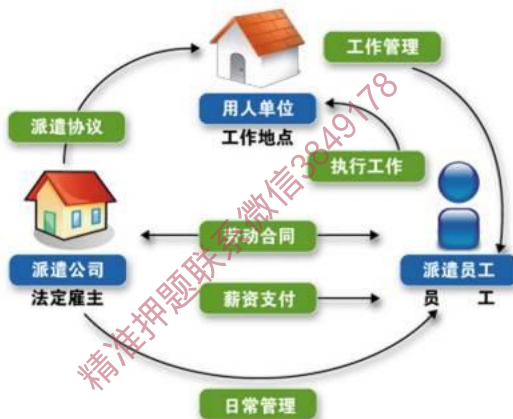 工作管理
用人单位
工作地点
派遣协议
执行工作
劳动合同
派遣公司
法定雇主
派遣员工
员 工
薪资支付
日常管理
精准押题联系微信3849178